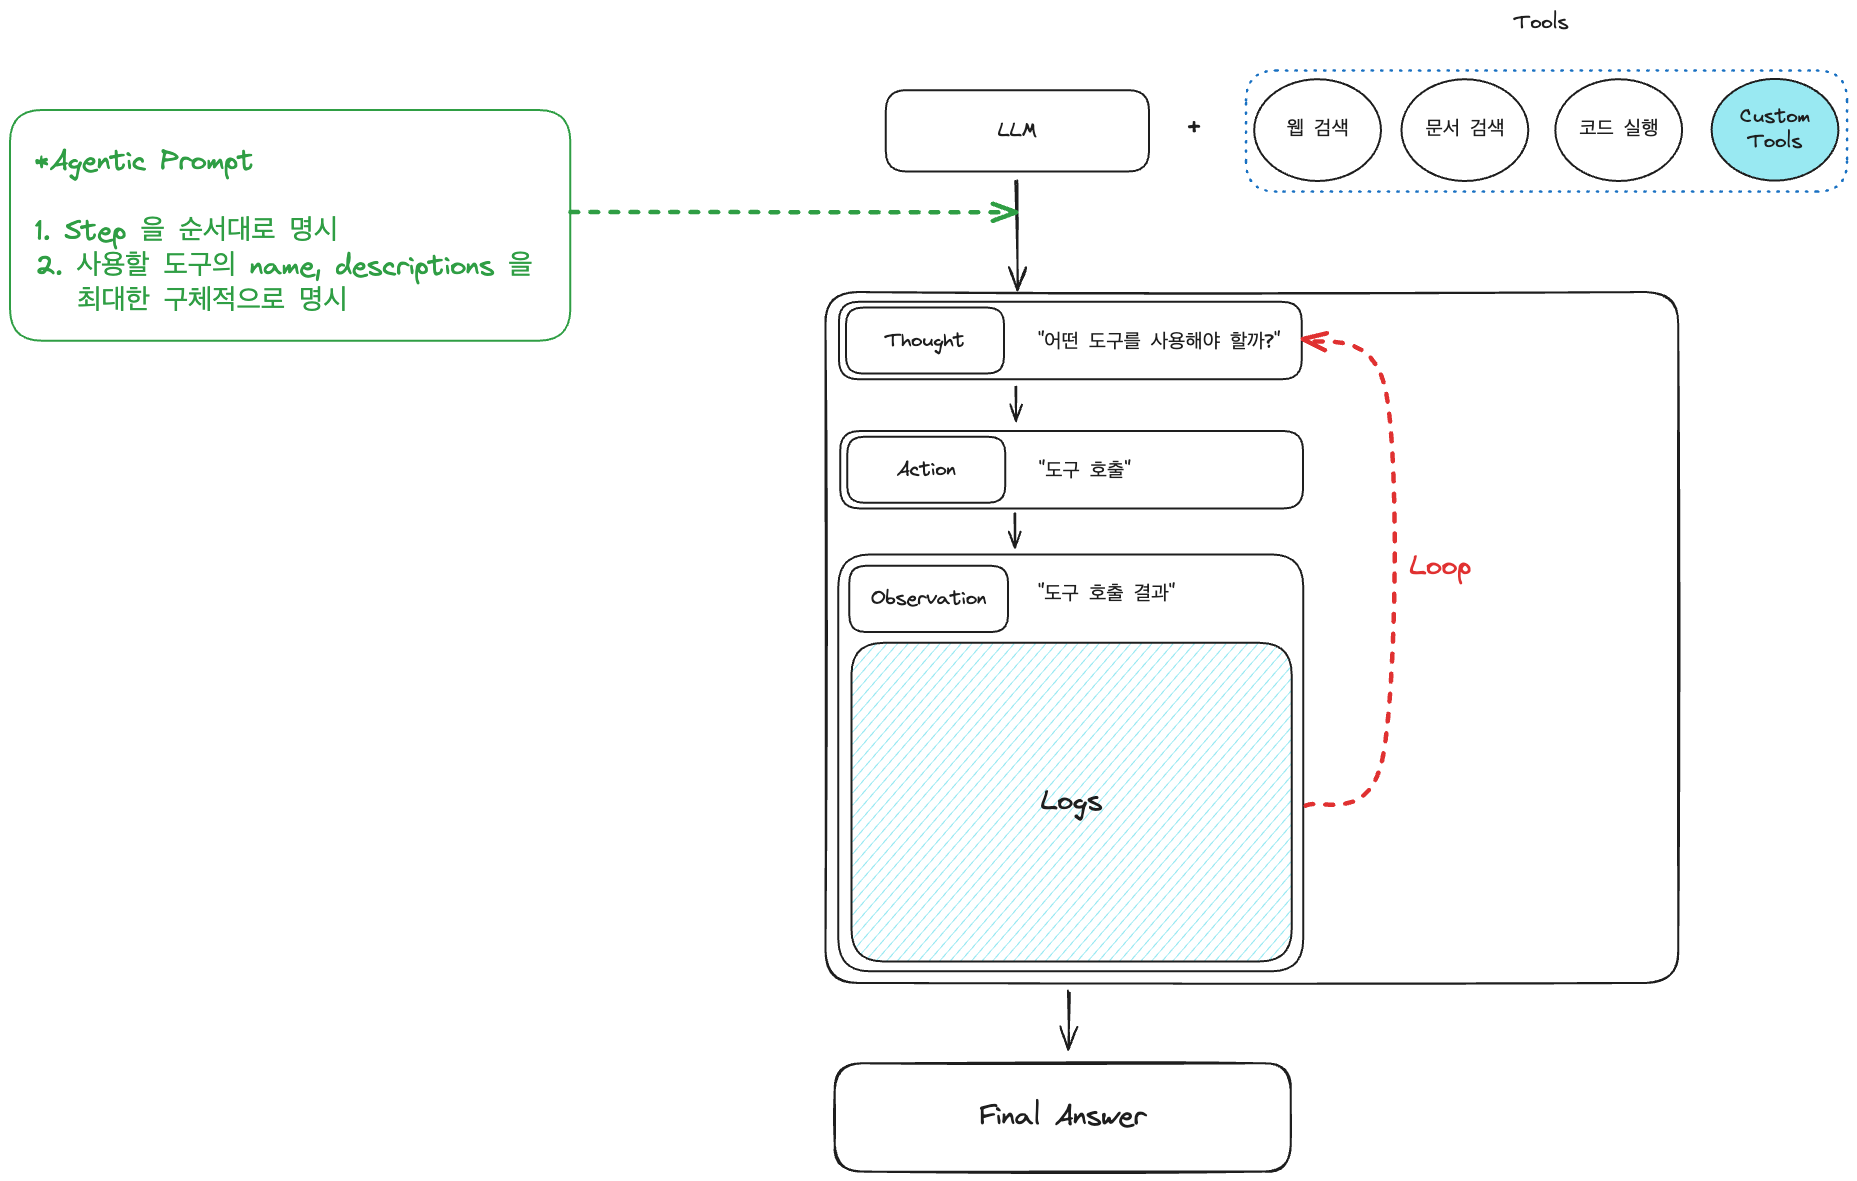 Tools
LLM
+
웹 검색
문서 검색
코드 실행
Custom
Tools
*Agentic Prompt
1. Step 을 순서대로 명시
2. 사용할 도구의 name, descriptions 을
최대한 구체적으로 명시
Thought
"어떤 도구를 사용해야 할까?"
Action
"도구 호출"
Observation
"도구 호출 결과"
Loop
Logs
Final Answer